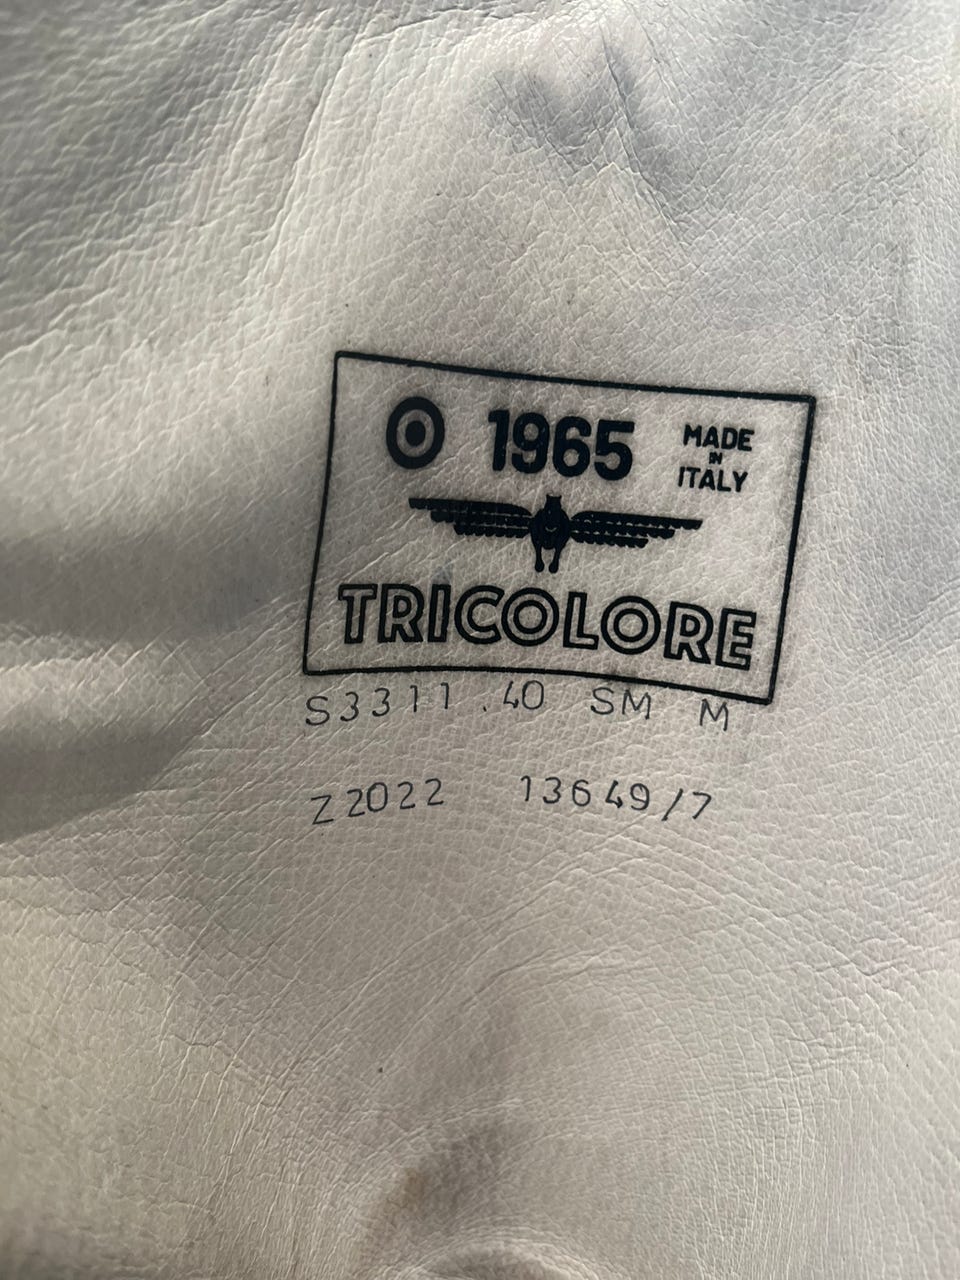 1965
MADE
IN
ITALY
TRICOLORE
S3311 .40 SM M
Z2022 13649/7